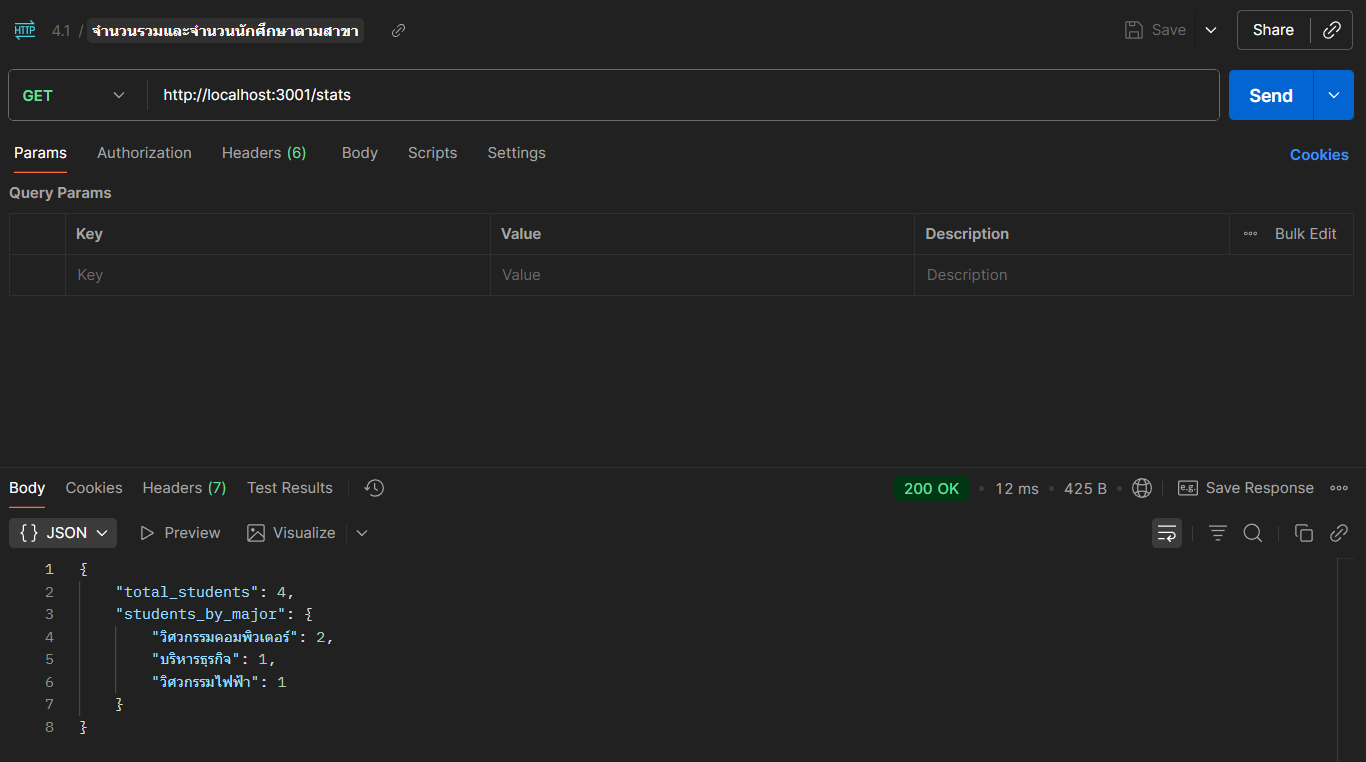 HTTP 4.1 / จำนวนรวมและจำนวนนักศึกษาตามสาขา Save Share
GET http://localhost:3001/stats Send
Params Authorization Headers (6) Body Scripts Settings Cookies
Query Params
Key Value Description Bulk Edit
Key Value Description
Body Cookies Headers (7) Test Results 200 OK • 12 ms • 425 B • e.g. Save Response
{} JSON Preview Visualize
1 {
2 "total_students": 4,
3 "students_by_major": {
4 "วิศวกรรมคอมพิวเตอร์": 2,
5 "บริหารธุรกิจ": 1,
6 "วิศวกรรมไฟฟ้า": 1
7 }
8 }